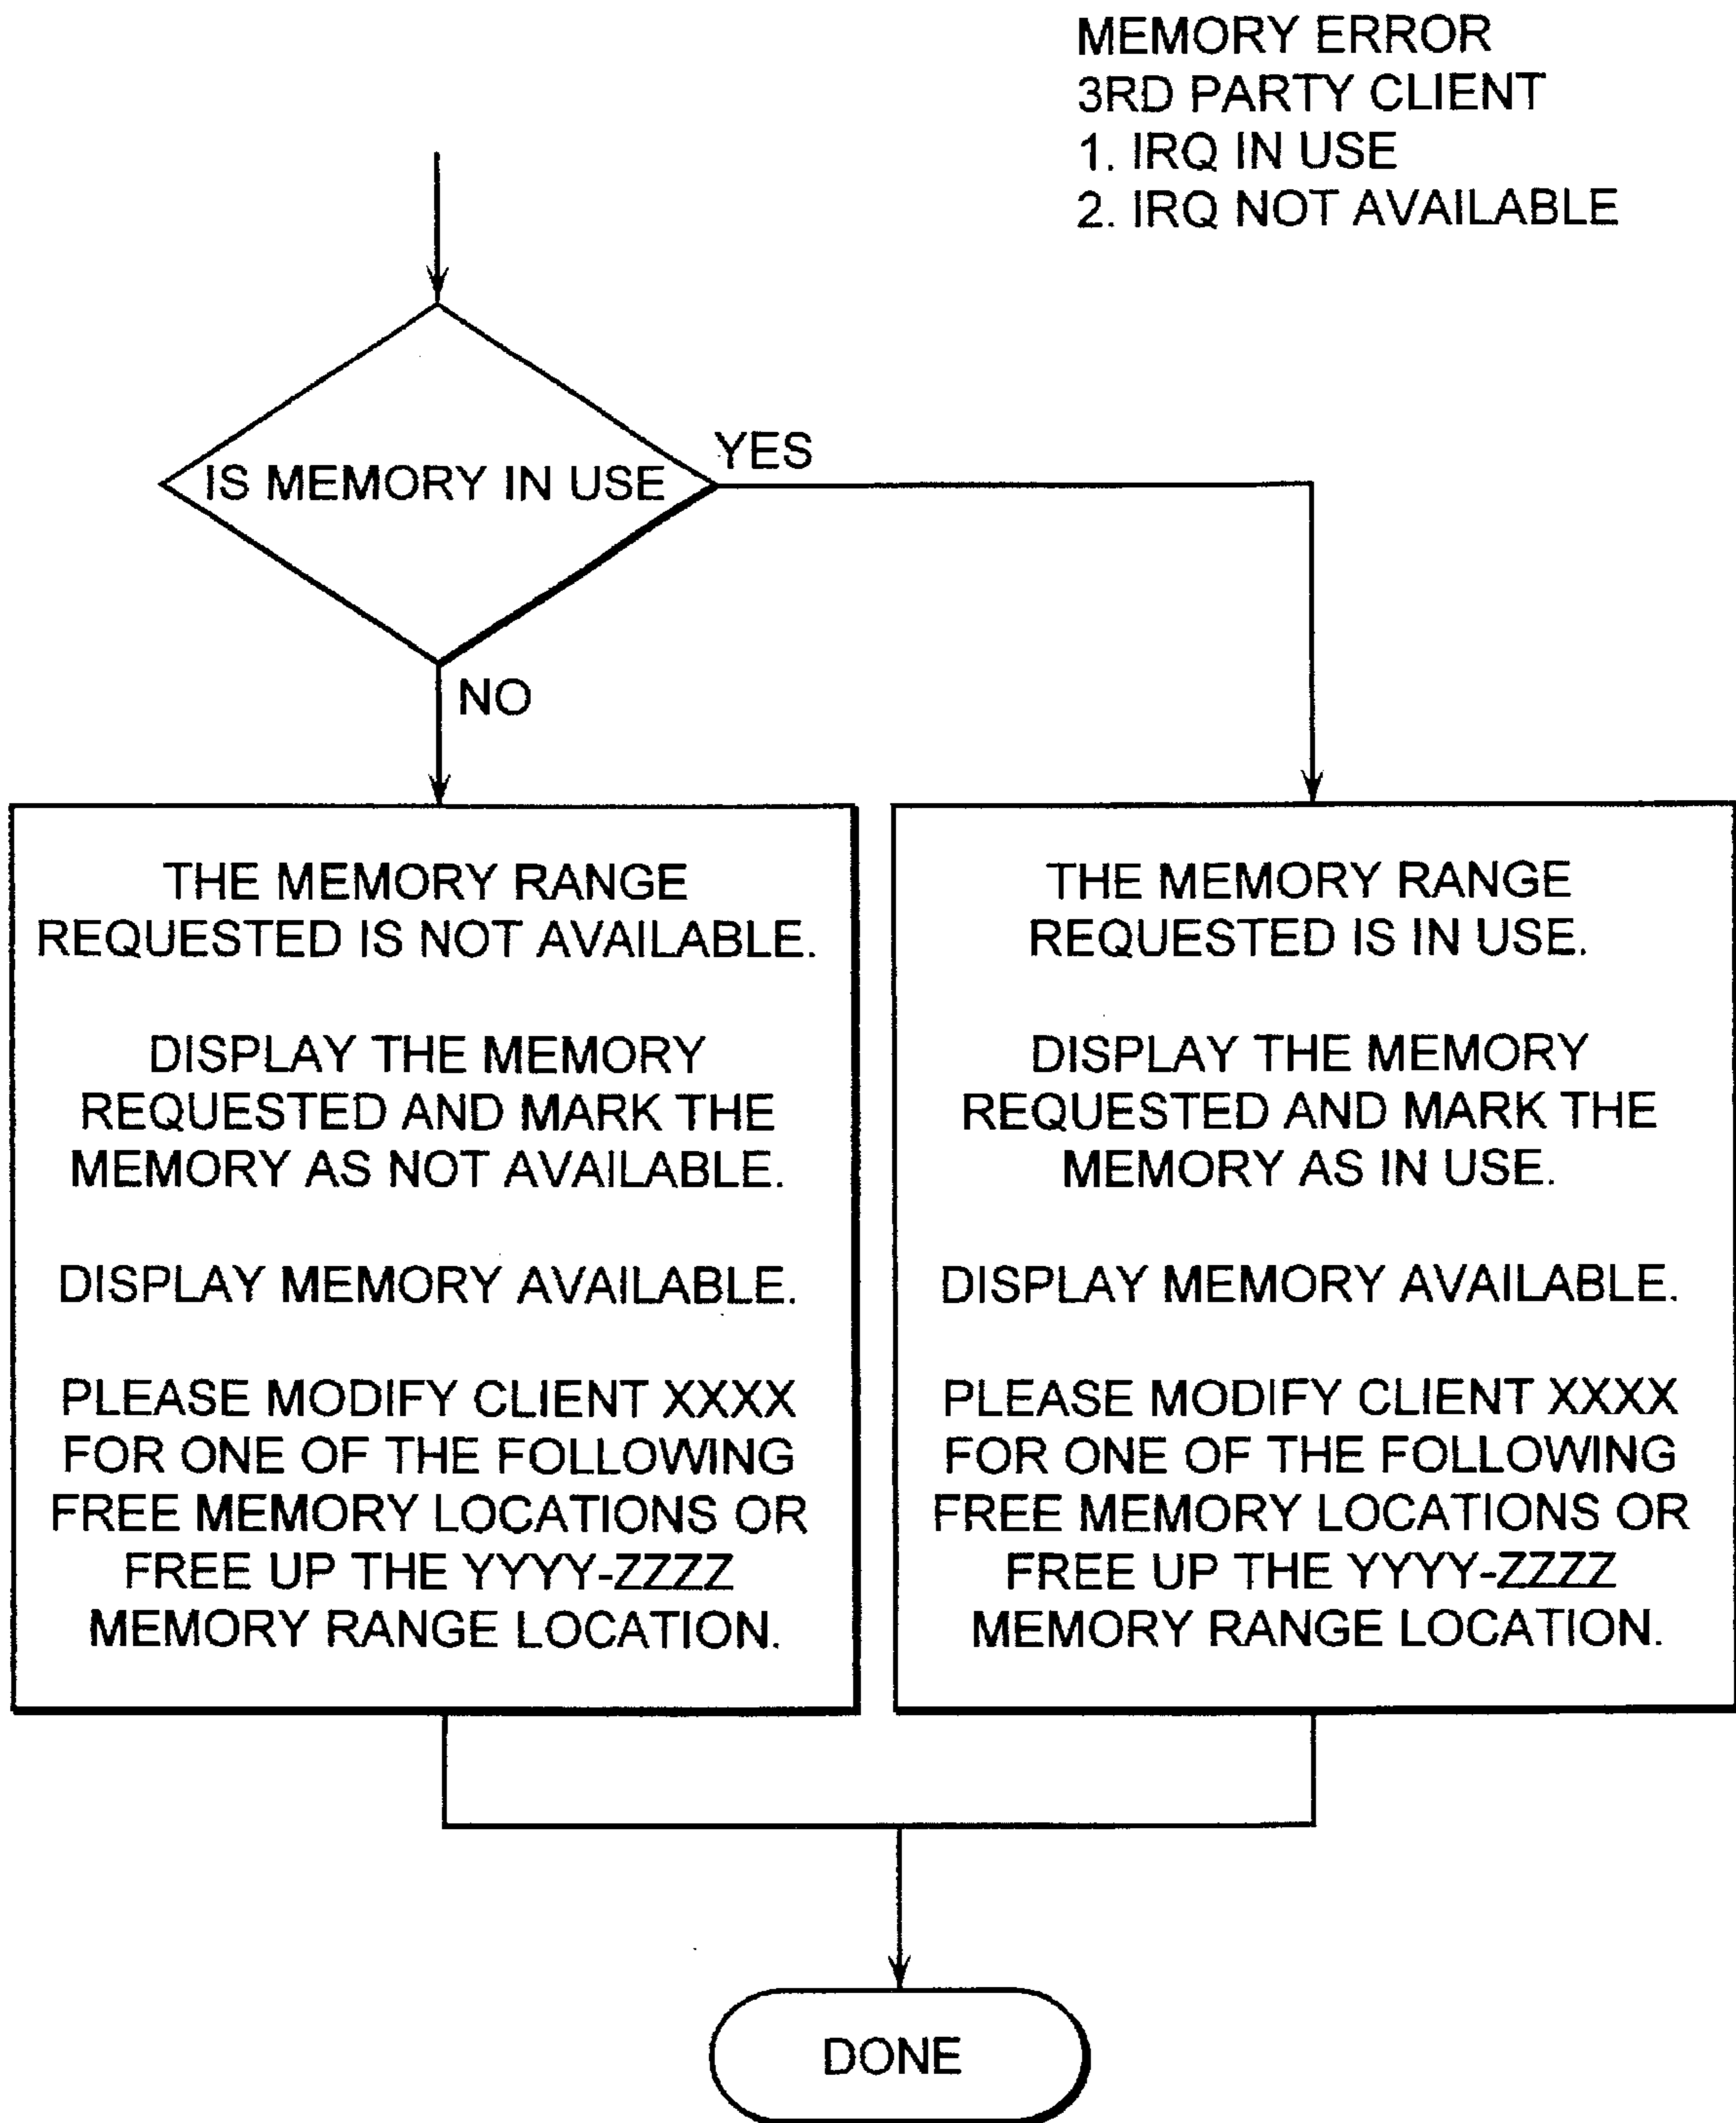 MEMORY ERROR
3RD PARTY CLIENT
1. IRQ IN USE
2. IRQ NOT AVAILABLE
IS MEMORY IN USE
YES
NO
THE MEMORY RANGE
REQUESTED IS NOT AVAILABLE.
DISPLAY THE MEMORY
REQUESTED AND MARK THE
MEMORY AS NOT AVAILABLE.
DISPLAY MEMORY AVAILABLE.
PLEASE MODIFY CLIENT XXXX
FOR ONE OF THE FOLLOWING
FREE MEMORY LOCATIONS OR
FREE UP THE YYYY-ZZZZ
MEMORY RANGE LOCATION.
THE MEMORY RANGE
REQUESTED IS IN USE.
DISPLAY THE MEMORY
REQUESTED AND MARK THE
MEMORY AS IN USE.
DISPLAY MEMORY AVAILABLE.
PLEASE MODIFY CLIENT XXXX
FOR ONE OF THE FOLLOWING
FREE MEMORY LOCATIONS OR
FREE UP THE YYYY-ZZZZ
MEMORY RANGE LOCATION.
DONE